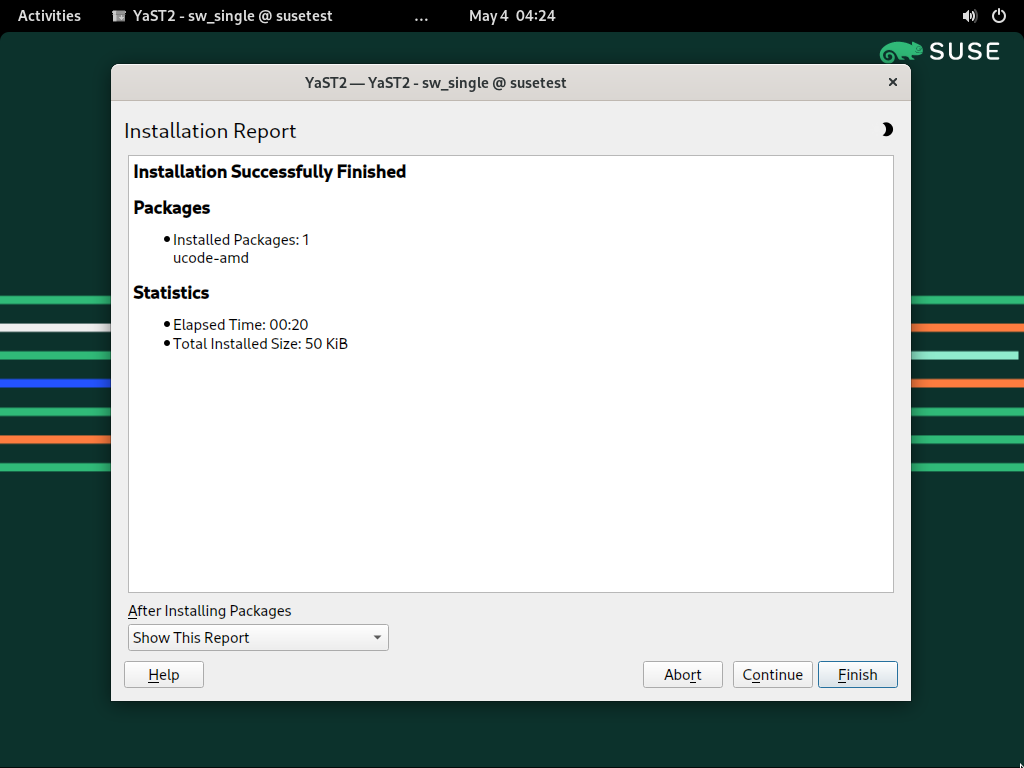 Activities YaST2 - sw_single @ susetest ... May 4 04:24
SUSE
YaST2 — YaST2 - sw_single @ susetest
Installation Report
Installation Successfully Finished
Packages
Installed Packages: 1
ucode-amd
Statistics
Elapsed Time: 00:20
Total Installed Size: 50 KiB
After Installing Packages
Show This Report
Help Abort Continue Finish